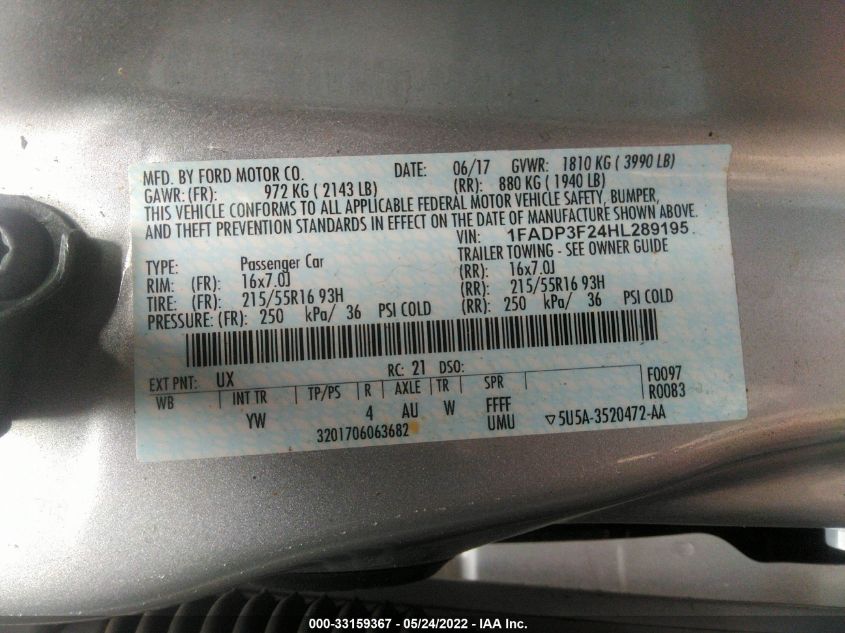 MFD. BY FORD MOTOR CO. DATE: 06/17 GVWR: 1810 KG ( 3990 LB)
GAWR: (FR): 972 KG ( 2143 LB) (RR): 880 KG ( 1940 LB)
THIS VEHICLE CONFORMS TO ALL APPLICABLE FEDERAL MOTOR VEHICLE SAFETY, BUMPER,
AND THEFT PREVENTION STANDARDS IN EFFECT ON THE DATE OF MANUFACTURE SHOWN ABOVE.
VIN: 1FADP3F24HL289195
TYPE: Passenger Car TRAILER TOWING - SEE OWNER GUIDE
RIM: (FR): 16x7.0J (RR): 16x7.0J
TIRE: (FR): 215/55R16 93H (RR): 215/55R16 93H
PRESSURE: (FR): 250 kPa/ 36 PSI COLD (RR): 250 kPa/ 36 PSI COLD
EXT PNT: UX RC: 21 DSO: F0097
WB INT TR TP/PS R AXLE TR SPR R0083
YW 4 AU W FFFF
3201706063682 UMU ▽5U5A-3520472-AA
000-33159367 - 05/24/2022 - IAA Inc.